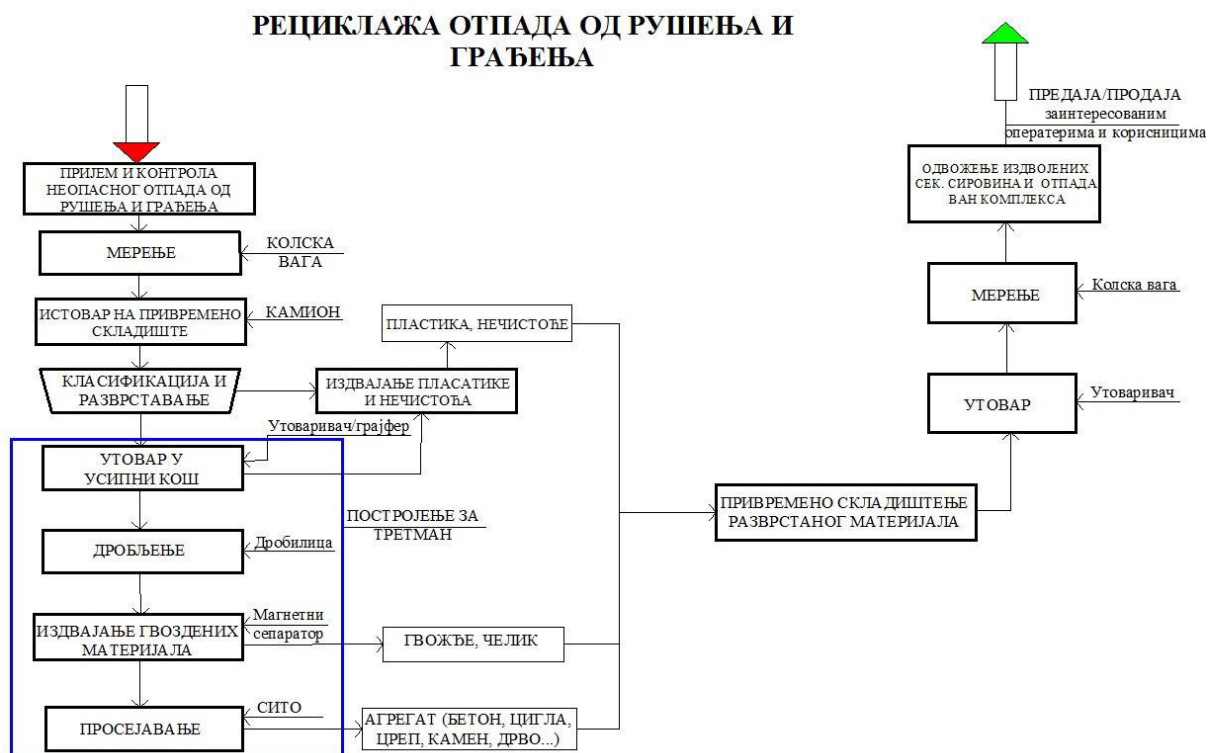 РЕЦИКЛАЖА ОТПАДА ОД РУШЕЊА И
ГРАЂЕЊА
ПРИЈЕМ И КОНТРОЛА
НЕОПАСНОГ ОТПАДА ОД
РУШЕЊА И ГРАЂЕЊА
МЕРЕЊЕ
КОЛСКА
ВАГА
ИСТОВАР НА ПРИВРЕМЕНО
СКЛАДИШТЕ
КАМИОН
КЛАСИФИКАЦИЈА И
РАЗВРСТАВАЊЕ
ИЗДВАЈАЊЕ ПЛАСАТИКЕ
И НЕЧИСТОЋА
ПЛАСТИКА, НЕЧИСТОЋЕ
Утоваривач/грајфер
УТОВАР У
УСИПНИ КОШ
ПОСТРОЈЕЊЕ ЗА
ТРЕТМАН
ДРОБЉЕЊЕ
Дробилица
ИЗДВАЈАЊЕ ГВОЗДЕНИХ
МАТЕРИЈАЛА
Магнетни
сепаратор
ГВОЖЂЕ, ЧЕЛИК
ПРОСЕЈАВАЊЕ
СИТО
АГРЕГАТ (БЕТОН, ЦИГЛА,
ЦРЕП, КАМЕН, ДРВО...)
ПРИВРЕМЕНО СКЛАДИШТЕЊЕ
РАЗВРСТАНОГ МАТЕРИЈАЛА
УТОВАР
Утоваривач
МЕРЕЊЕ
Колска вага
ОДВОЖЕЊЕ ИЗДВОЈЕНИХ
СЕК. СИРОВИНА И ОТПАДА
ВАН КОМПЛЕКСА
ПРЕДАЈА/ПРОДАЈА
заинтересованим
оператерима и корисницима